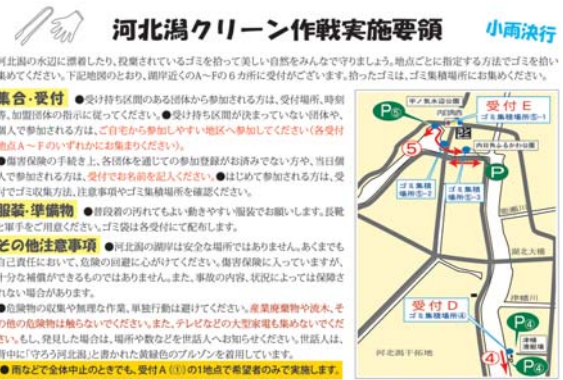 河北潟クリーン作戦実施要領
小雨決行
河北潟の水辺に漂着したり、投棄されているゴミを拾って美しい自然をみんなで守りましょう。地点ごとに指定する方法でゴミを拾い
集めてください。下記地図のとおり、湖岸近くのA~Fの6カ所に受付がございます。拾ったゴミは、ゴミ集積場所にお集めください。
集合・受付 ●受け持ち区間のある団体から参加される方は、受付場所、時刻
等、加盟団体の指示に従ってください。●受け持ち区間が決まっていない団体や、
個人で参加される方は、ご自宅から参加しやすい地区へ参加してください(各受付
地点A~Fのいずれかにお集まりください)。
●傷害保険の手続き上、各団体を通じての参加登録がお済みでない方や、当日個
人で参加される方は、受付でお名前を記入ください。●はじめて参加される方は、受
付でゴミ収集方法、注意事項やゴミ集積場所を確認ください。
服装・準備物 ●普段着の汚れてもよい動きやすい服装でお願いします。長靴
と軍手をご用意ください。ゴミ袋は各受付にて配布します。
その他注意事項 ●河北潟の湖岸は安全な場所ではありません。あくまでも
自己責任において、危険の回避に心がけてください。傷害保険に入っていますが、
十分な補償ができるものではありません。また、事故の内容、状況によっては保障さ
れない場合があります。
●危険物の収集や無理な作業、単独行動は避けてください。産業廃棄物や流木、そ
の他の危険物は触らないでください。また、テレビなどの大型家電も集めないでくだ
さい。もし、発見した場合は、場所や数などを世話人へお知らせください。世話人は、
背中に「守ろう河北潟」と書かれた黄緑色のブルゾンを着用しています。
●雨などで全体中止のときでも、受付A(①)の1地点で希望者のみで実施します。
宇ノ気水辺公園
P⑤
受付E
ゴミ集積場所⑤-1
内日角
⑤
内日角ふるかわ公園
ゴミ集積
場所⑤-2
ゴミ集積
場所⑤-3
P
湖北大橋
津幡川
受付D
ゴミ集積場所④
津幡
漕艇場
P④
P④
④
河北潟干拓地